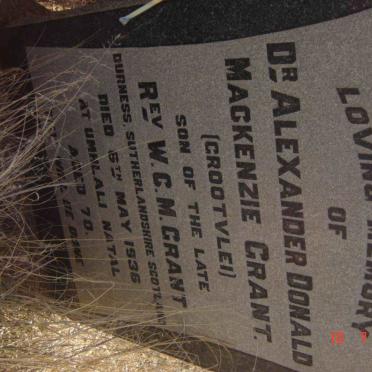 LOVING MEMORY
OF
DR ALEXANDER DONALD
MACKENZIE GRANT.
(GROOTVLEI)
SON OF THE LATE
REV W.C.M. GRANT
DURNESS, SUTHERLANDSHIRE, SCOTLAND
DIED 15TH MAY 1936
AT UMHLALI NATAL
AGED 70.